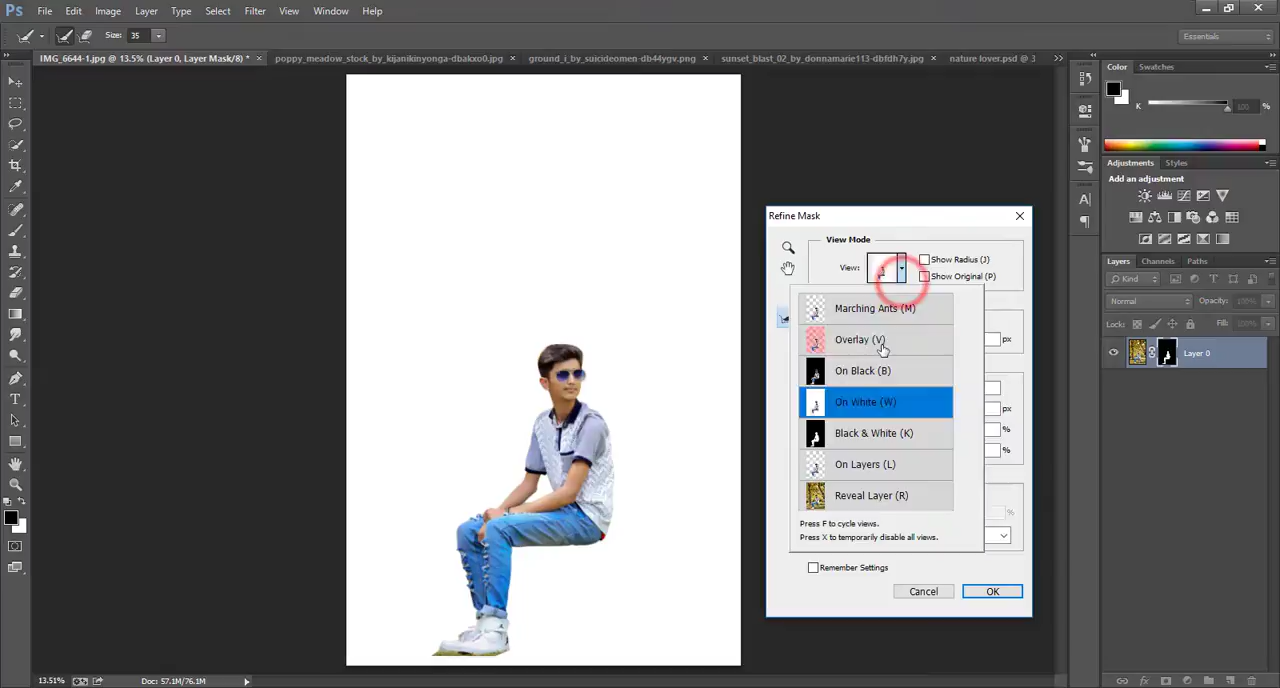 Ps File Edit Image Layer Type Select Filter View Window Help
Size: 35
Essentials
IMG_6644-1.jpg @ 13.5% (Layer 0, Layer Mask/8) * ×
poppy_meadow_stock_by_kijanikinyonga-dbakxo0.jpg ×
ground_i_by_suicideomen-db44ygv.png ×
sunset_blast_02_by_donnamarie113-dbfdh7y.jpg ×
nature lover.psd @ 3
Color Swatches
K 100 %
Adjustments Styles
Add an adjustment
Layers Channels Paths
Kind
Normal Opacity: 100%
Lock: Fill: 100%
Layer 0
Refine Mask
View Mode
View:
Show Radius (J)
Show Original (P)
Marching Ants (M)
Overlay (V)
On Black (B)
On White (W)
Black & White (K)
On Layers (L)
Reveal Layer (R)
Press F to cycle views.
Press X to temporarily disable all views.
px
px
%
%
%
Remember Settings
Cancel OK
13.51% Doc: 57.1M/76.1M